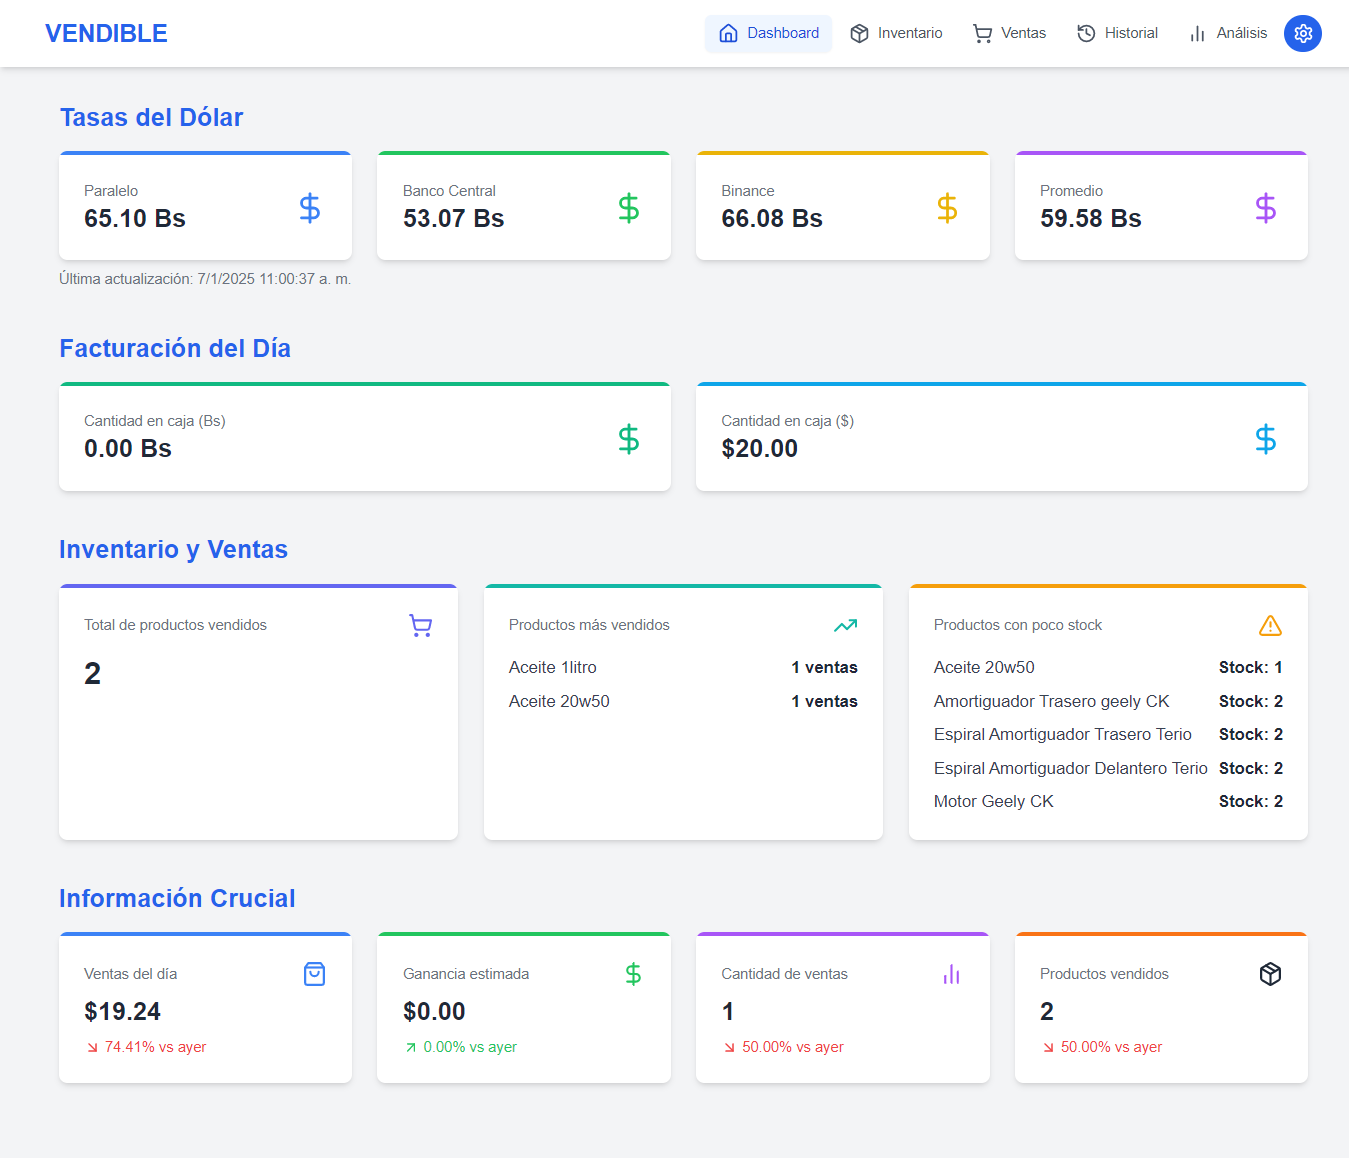 VENDIBLE
Dashboard
Inventario
Ventas
Historial
Análisis
Tasas del Dólar
Paralelo
65.10 Bs
Banco Central
53.07 Bs
Binance
66.08 Bs
Promedio
59.58 Bs
Última actualización: 7/1/2025 11:00:37 a. m.
Facturación del Día
Cantidad en caja (Bs)
0.00 Bs
Cantidad en caja ($)
$20.00
Inventario y Ventas
Total de productos vendidos
2
Productos más vendidos
Aceite 1litro 1 ventas
Aceite 20w50 1 ventas
Productos con poco stock
Aceite 20w50 Stock: 1
Amortiguador Trasero geely CK Stock: 2
Espiral Amortiguador Trasero Terio Stock: 2
Espiral Amortiguador Delantero Terio Stock: 2
Motor Geely CK Stock: 2
Información Crucial
Ventas del día
$19.24
74.41% vs ayer
Ganancia estimada
$0.00
0.00% vs ayer
Cantidad de ventas
1
50.00% vs ayer
Productos vendidos
2
50.00% vs ayer